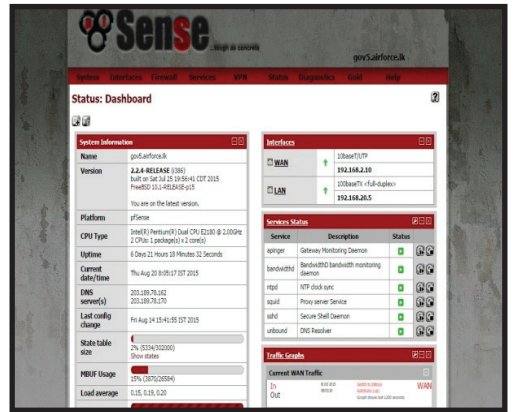 Sense
...tough as concrete
gov5.airforce.lk
System Interfaces Firewall Services VPN Status Diagnostics Gold Help
Status: Dashboard
System Information
Name gov5.airforce.lk
Version 2.2.4-RELEASE (i386)
built on Sat Jul 25 19:56:41 CDT 2015
FreeBSD 10.1-RELEASE-p15
You are on the latest version.
Platform pfSense
CPU Type Intel(R) Pentium(R) Dual CPU E2180 @ 2.00GHz
2 CPUs: 1 package(s) x 2 core(s)
Uptime 6 Days 21 Hours 18 Minutes 32 Seconds
Current date/time Thu Aug 20 8:05:17 IST 2015
DNS server(s) 203.189.78.162
203.189.78.170
Last config change Fri Aug 14 15:41:55 IST 2015
State table size 2% (5334/302000)
Show states
MBUF Usage 15% (3870/26584)
Load average 0.15, 0.19, 0.20
Interfaces
WAN 10baseT/UTP
192.168.2.10
LAN 100baseTX <full-duplex>
192.168.20.5
Services Status
Service Description Status
apinger Gateway Monitoring Daemon
bandwidthd BandwidthD bandwidth monitoring daemon
ntpd NTP clock sync
squid Proxy server Service
sshd Secure Shell Daemon
unbound DNS Resolver
Traffic Graphs
Current WAN Traffic
In
Out
WAN